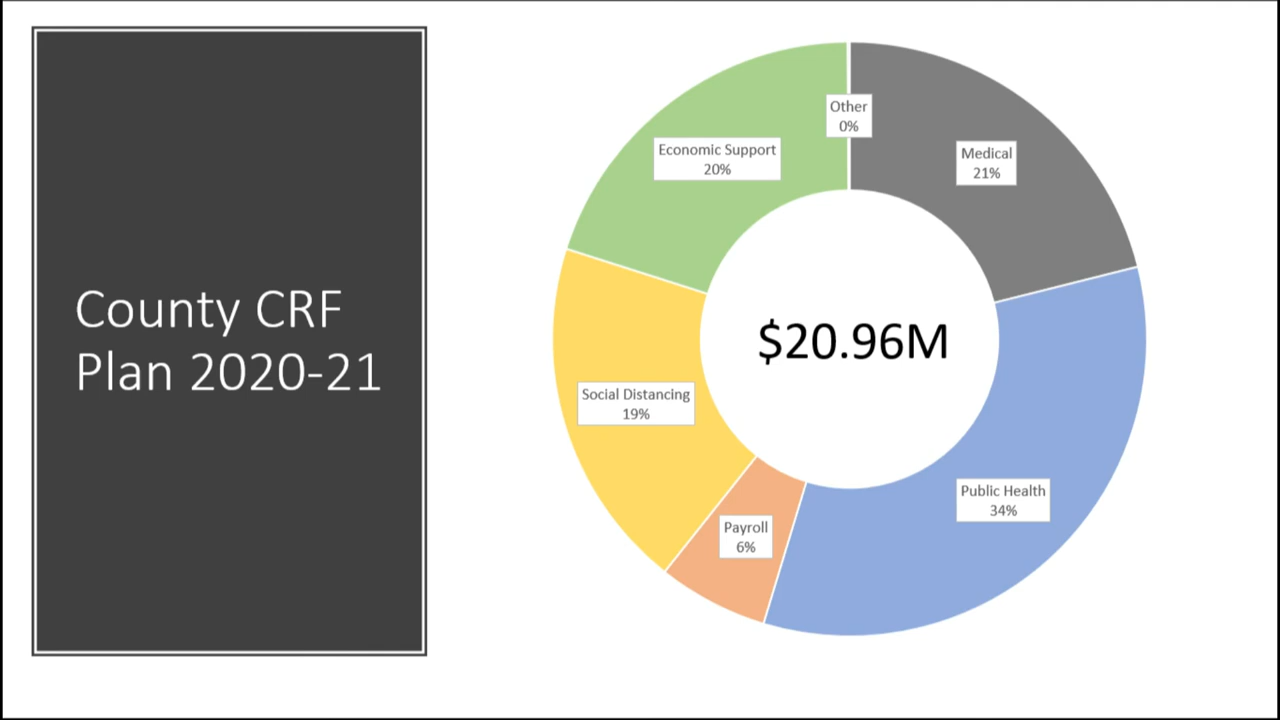 County CRF
Plan 2020-21
Other
0%
Medical
21%
Economic Support
20%
$20.96M
Social Distancing
19%
Public Health
34%
Payroll
6%